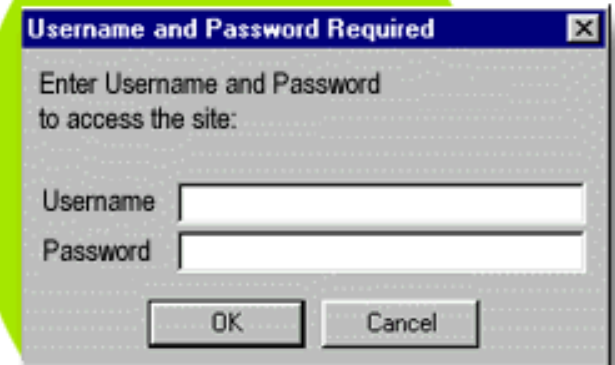 Username and Password Required
Enter Username and Password
to access the site:
Username
Password
OK
Cancel